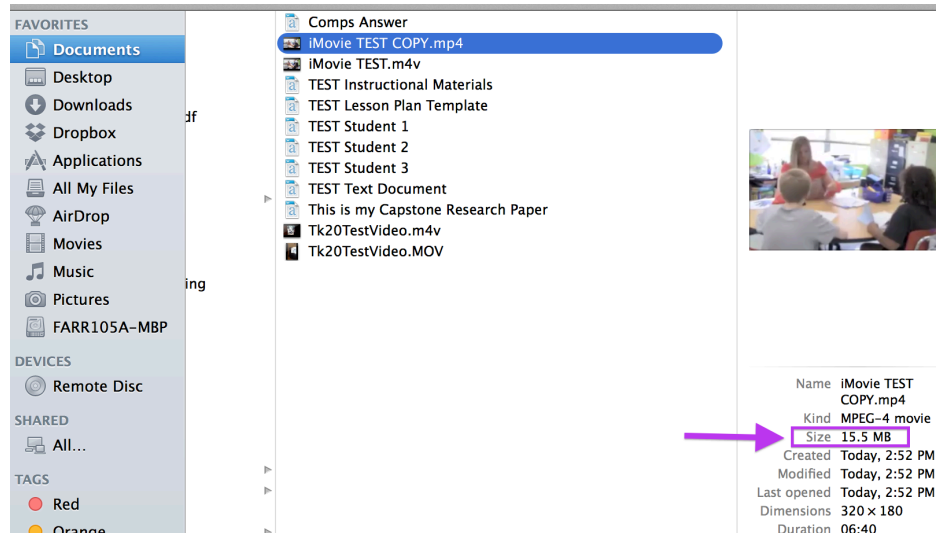 FAVORITES
Documents
Desktop
Downloads
Dropbox
Applications
All My Files
AirDrop
Movies
Music
Pictures
FARR105A-MBP
DEVICES
Remote Disc
SHARED
All...
TAGS
Red
Orange
df
ing
Comps Answer
iMovie TEST COPY.mp4
iMovie TEST.m4v
TEST Instructional Materials
TEST Lesson Plan Template
TEST Student 1
TEST Student 2
TEST Student 3
TEST Text Document
This is my Capstone Research Paper
Tk20TestVideo.m4v
Tk20TestVideo.MOV
Name iMovie TEST
COPY.mp4
Kind MPEG-4 movie
Size 15.5 MB
Created Today, 2:52 PM
Modified Today, 2:52 PM
Last opened Today, 2:52 PM
Dimensions 320 × 180
Duration 06:40